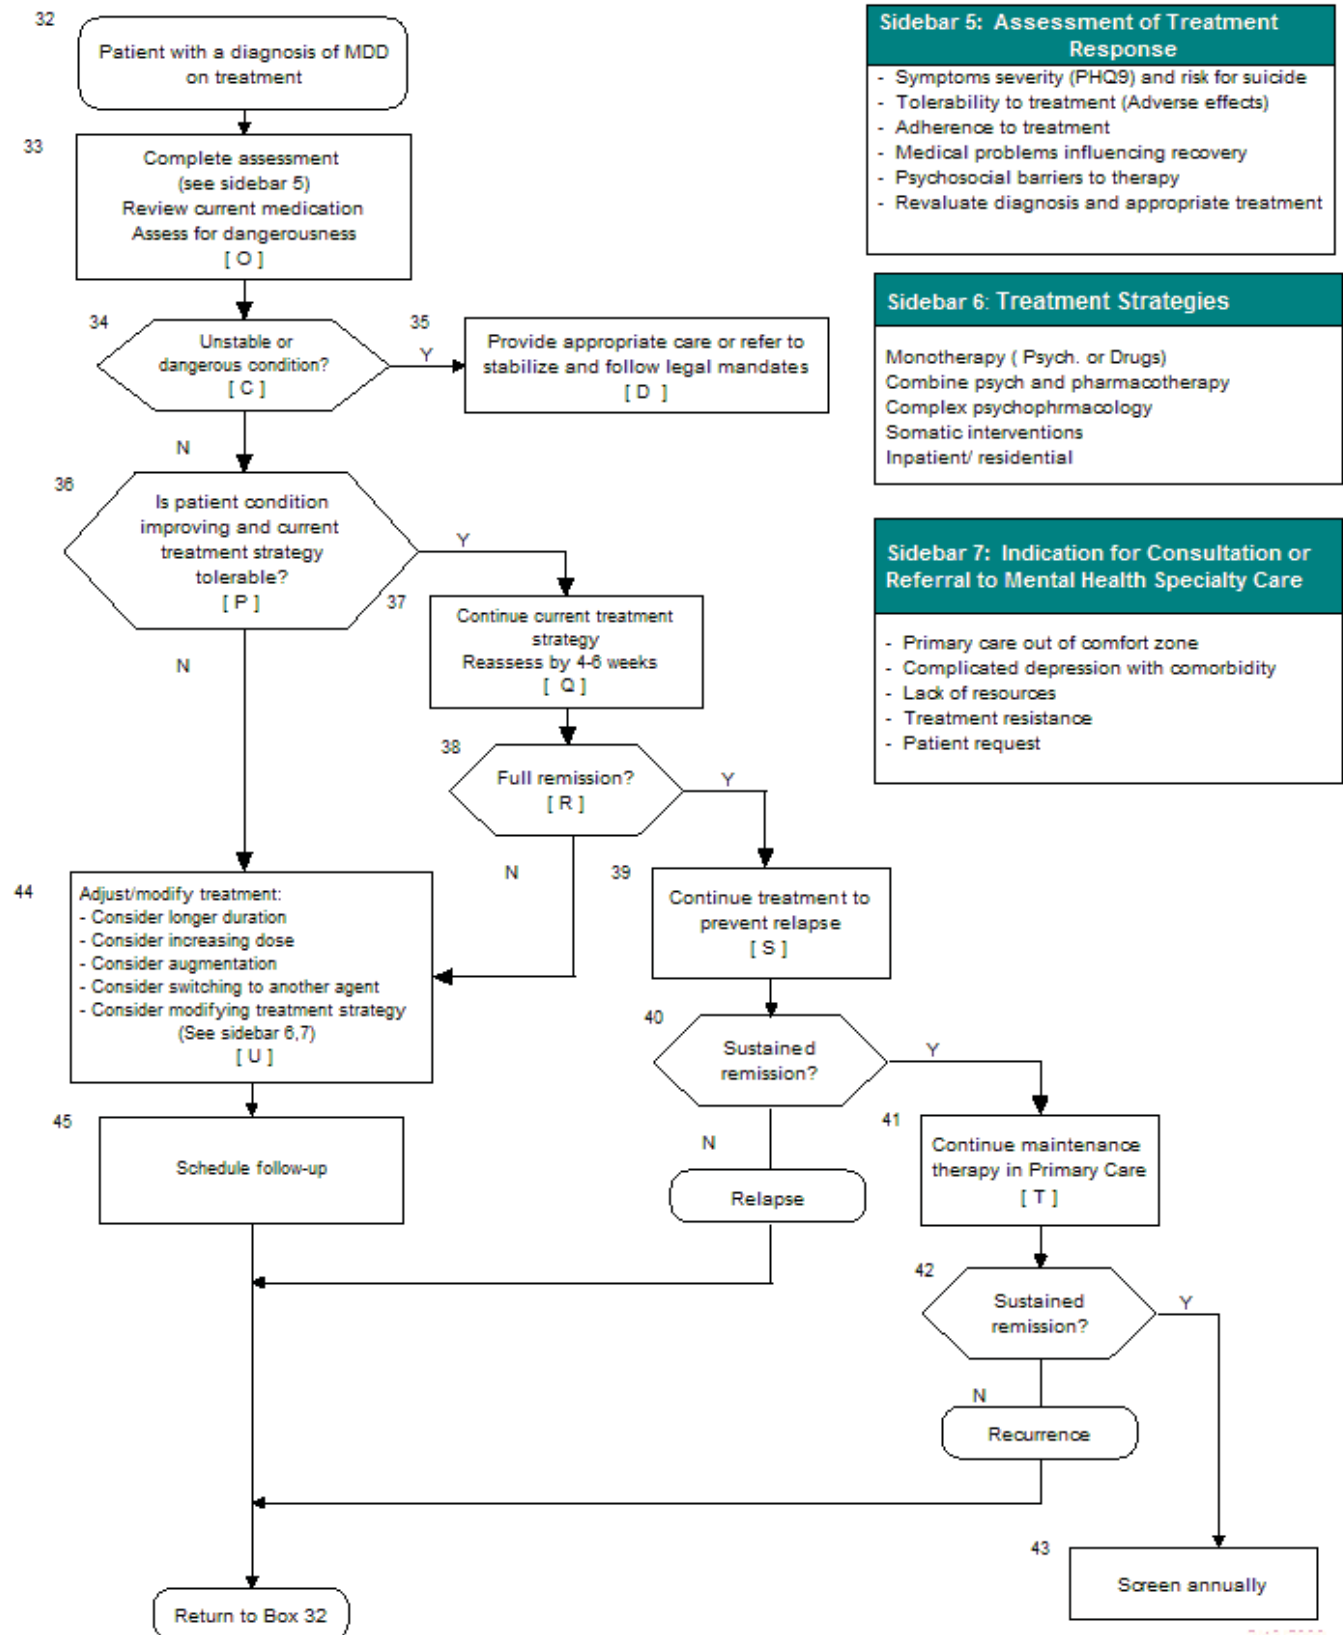 32
Patient with a diagnosis of MDD
on treatment
33
Complete assessment
(see sidebar 5)
Review current medication
Assess for dangerousness
[ O ]
34
Unstable or
dangerous condition?
[ C ]
Y
N
35
Provide appropriate care or refer to
stabilize and follow legal mandates
[ D ]
36
Is patient condition
improving and current
treatment strategy
tolerable?
[ P ]
Y
N
37
Continue current treatment
strategy
Reassess by 4-6 weeks
[ Q ]
38
Full remission?
[ R ]
Y
N
39
Continue treatment to
prevent relapse
[ S ]
40
Sustained
remission?
Y
N
Relapse
41
Continue maintenance
therapy in Primary Care
[ T ]
42
Sustained
remission?
Y
N
Recurrence
43
Screen annually
44
Adjust/modify treatment:
- Consider longer duration
- Consider increasing dose
- Consider augmentation
- Consider switching to another agent
- Consider modifying treatment strategy
(See sidebar 6,7)
[ U ]
45
Schedule follow-up
Return to Box 32
Sidebar 5: Assessment of Treatment
Response
- Symptoms severity (PHQ9) and risk for suicide
- Tolerability to treatment (Adverse effects)
- Adherence to treatment
- Medical problems influencing recovery
- Psychosocial barriers to therapy
- Revaluate diagnosis and appropriate treatment
Sidebar 6: Treatment Strategies
Monotherapy ( Psych. or Drugs)
Combine psych and pharmacotherapy
Complex psychophrmacology
Somatic interventions
Inpatient/ residential
Sidebar 7: Indication for Consultation or
Referral to Mental Health Specialty Care
- Primary care out of comfort zone
- Complicated depression with comorbidity
- Lack of resources
- Treatment resistance
- Patient request